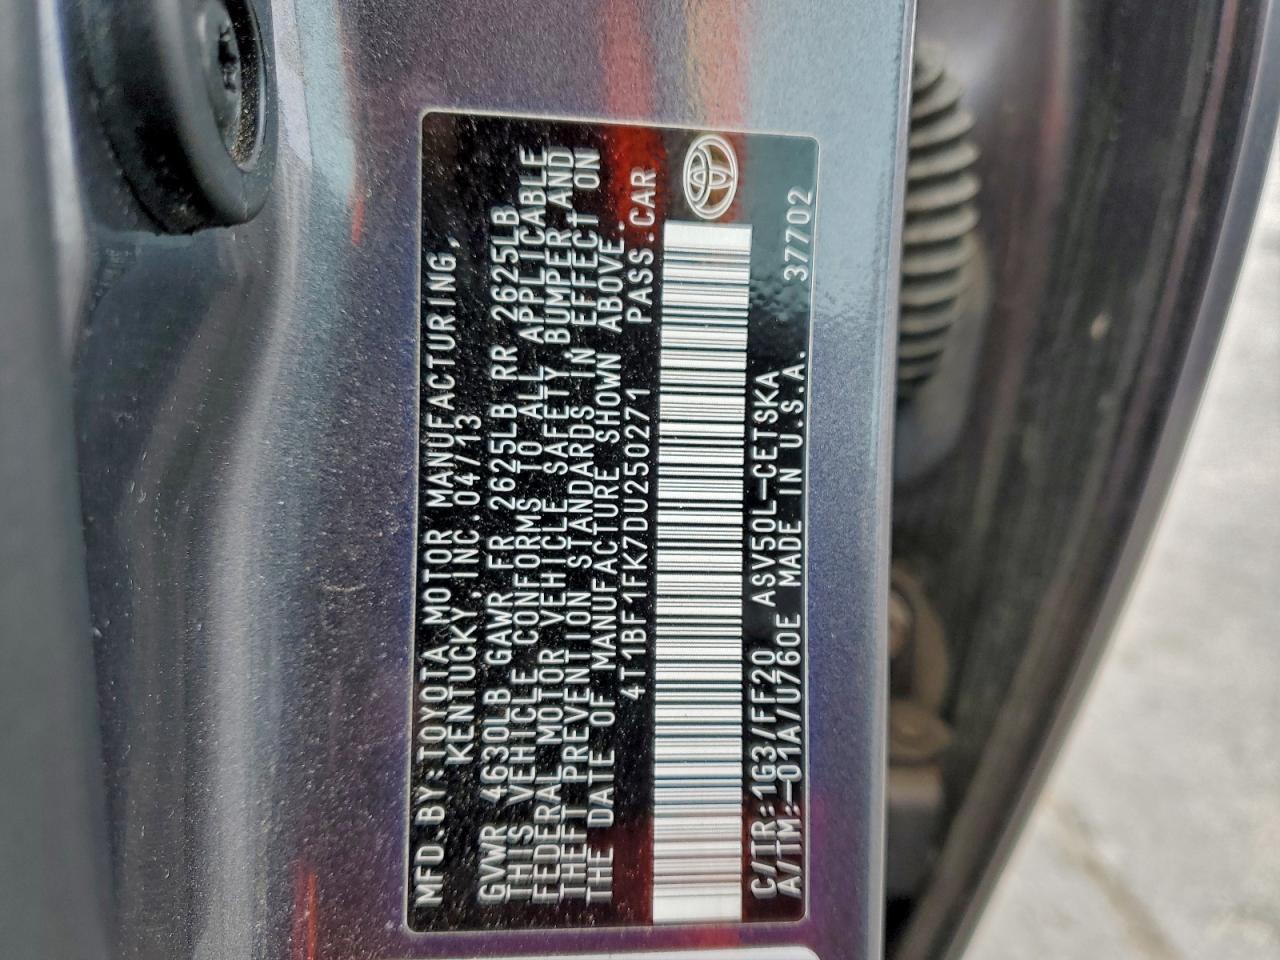 MFD.BY:TOYOTA MOTOR MANUFACTURING,
KENTUCKY,INC.04/13
GVWR 4630LB GAWR FR 2625LB RR 2625LB
THIS VEHICLE CONFORMS TO ALL APPLICABLE
FEDERAL MOTOR VEHICLE SAFETY,BUMPER AND
THEFT PREVENTION STANDARDS IN EFFECT ON
THE DATE OF MANUFACTURE SHOWN ABOVE.
4T1BF1FK7DU250271 PASS.CAR
C/TR:1G3/FF20 ASV50L-CETSKA
A/TM:-01A/U760E MADE IN U.S.A. 37702